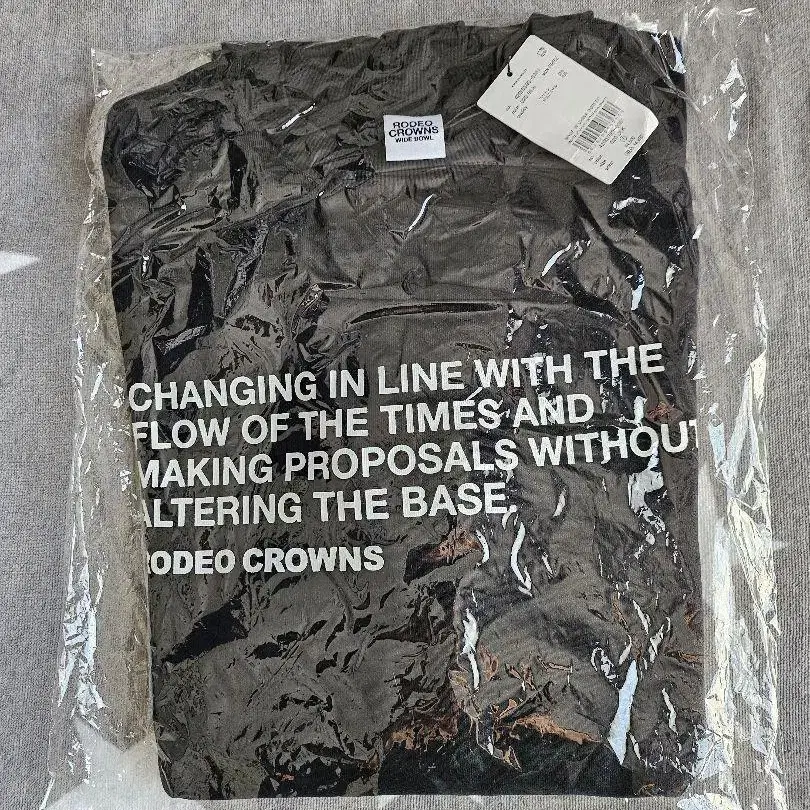 RODEO
CROWNS
WIDE BOWL
CHANGING IN LINE WITH THE
FLOW OF THE TIMES AND
MAKING PROPOSALS WITHOUT
ALTERING THE BASE.
RODEO CROWNS